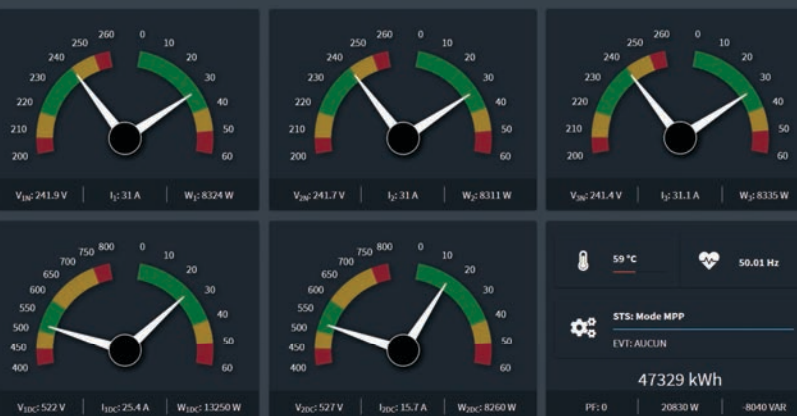 200 210 220 230 240 250 260 0 10 20 30 40 50 60
V1N: 241.9 V I1: 31 A W1: 8324 W
200 210 220 230 240 250 260 0 10 20 30 40 50 60
V2N: 241.7 V I2: 31 A W2: 8311 W
200 210 220 230 240 250 260 0 10 20 30 40 50 60
V3N: 241.4 V I3: 31.1 A W3: 8335 W
400 450 500 550 600 650 700 750 800 0 10 20 30 40 50 60
V1DC: 522 V I1DC: 25.4 A W1DC: 13250 W
400 450 500 550 600 650 700 750 800 0 10 20 30 40 50 60
V2DC: 527 V I2DC: 15.7 A W2DC: 8260 W
59 °C 50.01 Hz
STS: Mode MPP
EVT: AUCUN
47329 kWh
PF: 0 20830 W -8040 VAR